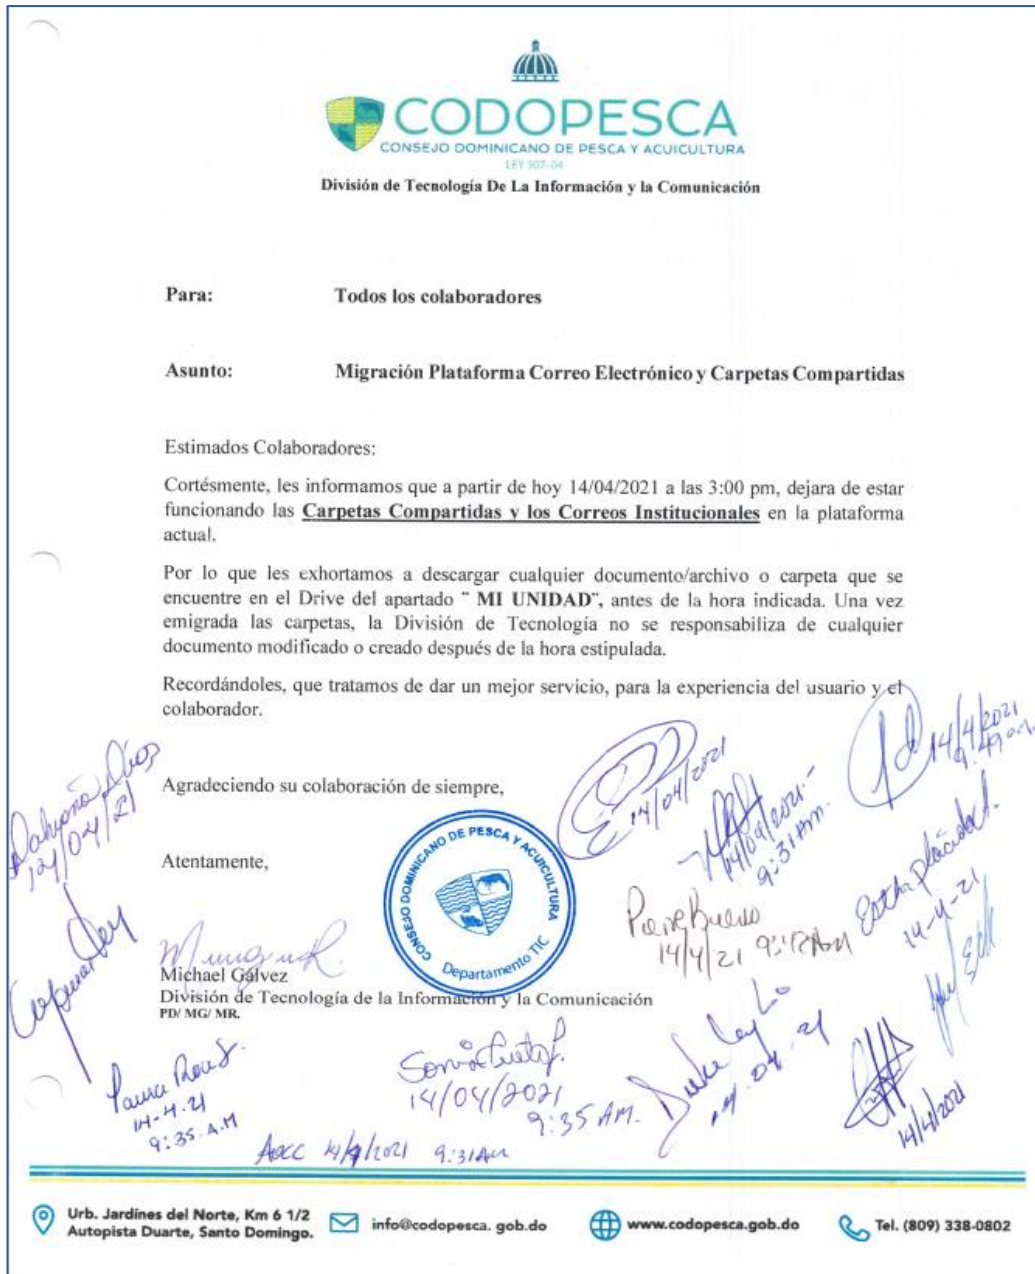 CODOPESCA
CONSEJO DOMINICANO DE PESCA Y ACUICULTURA
LEY 307-04
División de Tecnología De La Información y la Comunicación
Para: Todos los colaboradores
Asunto: Migración Plataforma Correo Electrónico y Carpetas Compartidas
Estimados Colaboradores:
Cortésmente, les informamos que a partir de hoy 14/04/2021 a las 3:00 pm, dejara de estar
funcionando las Carpetas Compartidas y los Correos Institucionales en la plataforma
actual.
Por lo que les exhortamos a descargar cualquier documento/archivo o carpeta que se
encuentre en el Drive del apartado ¨ MI UNIDAD¨, antes de la hora indicada. Una vez
emigrada las carpetas, la División de Tecnología no se responsabiliza de cualquier
documento modificado o creado después de la hora estipulada.
Recordándoles, que tratamos de dar un mejor servicio, para la experiencia del usuario y el
colaborador.
14/4/2021
14/04/2021
Agradeciendo su colaboración de siempre,
14/04/2021
9:31 Am.
Atentamente,
CONSEJO DOMINICANO DE PESCA Y ACUICULTURA
Departamento TIC
14-4-21
14/4/21 9:12 AM
Michael Gálvez
División de Tecnología de la Información y la Comunicación
PD/ MG/ MR.
14/04/2021
9:35 AM.
14-4-21
9:35 A.M
14/4/2021
14/4/2021 9:31AM
Urb. Jardínes del Norte, Km 6 1/2
Autopista Duarte, Santo Domingo.
info@codopesca. gob.do
www.codopesca.gob.do
Tel. (809) 338-0802